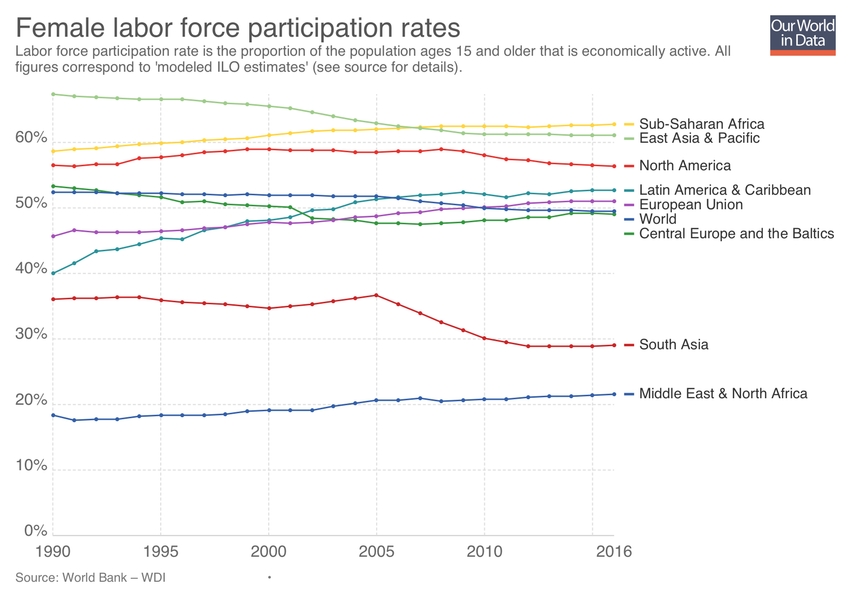 Female labor force participation rates
Our World
in Data
Labor force participation rate is the proportion of the population ages 15 and older that is economically active. All
figures correspond to 'modeled ILO estimates' (see source for details).
60%
50%
40%
30%
20%
10%
0%
Sub-Saharan Africa
East Asia & Pacific
North America
Latin America & Caribbean
European Union
World
Central Europe and the Baltics
South Asia
Middle East & North Africa
1990 1995 2000 2005 2010 2016
Source: World Bank – WDI